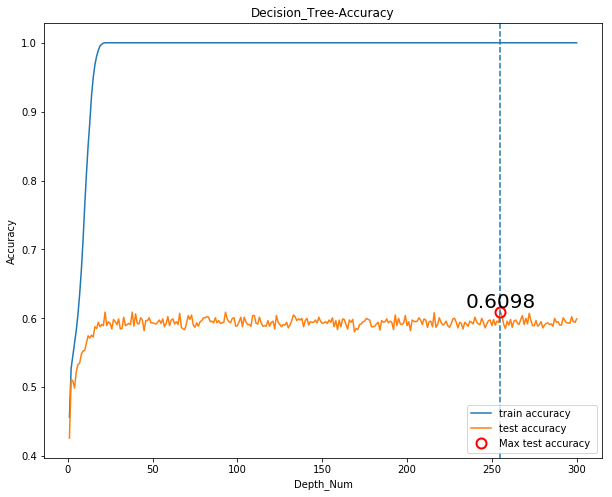 Decision_Tree-Accuracy
Accuracy
1.0
0.9
0.8
0.7
0.6
0.5
0.4
0.6098
train accuracy
test accuracy
Max test accuracy
0
50
100
150
200
250
300
Depth_Num